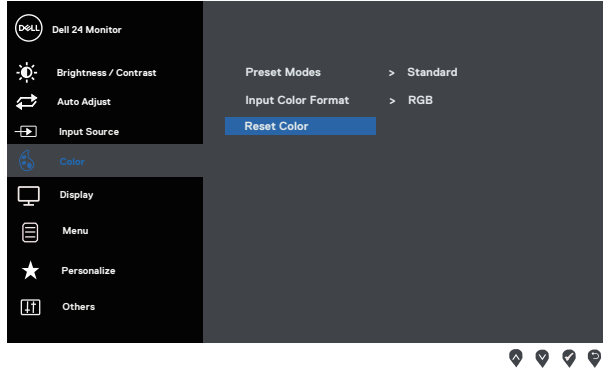 DELL Dell 24 Monitor
Brightness / Contrast
Auto Adjust
Input Source
Color
Display
Menu
Personalize
Others
Preset Modes > Standard
Input Color Format > RGB
Reset Color